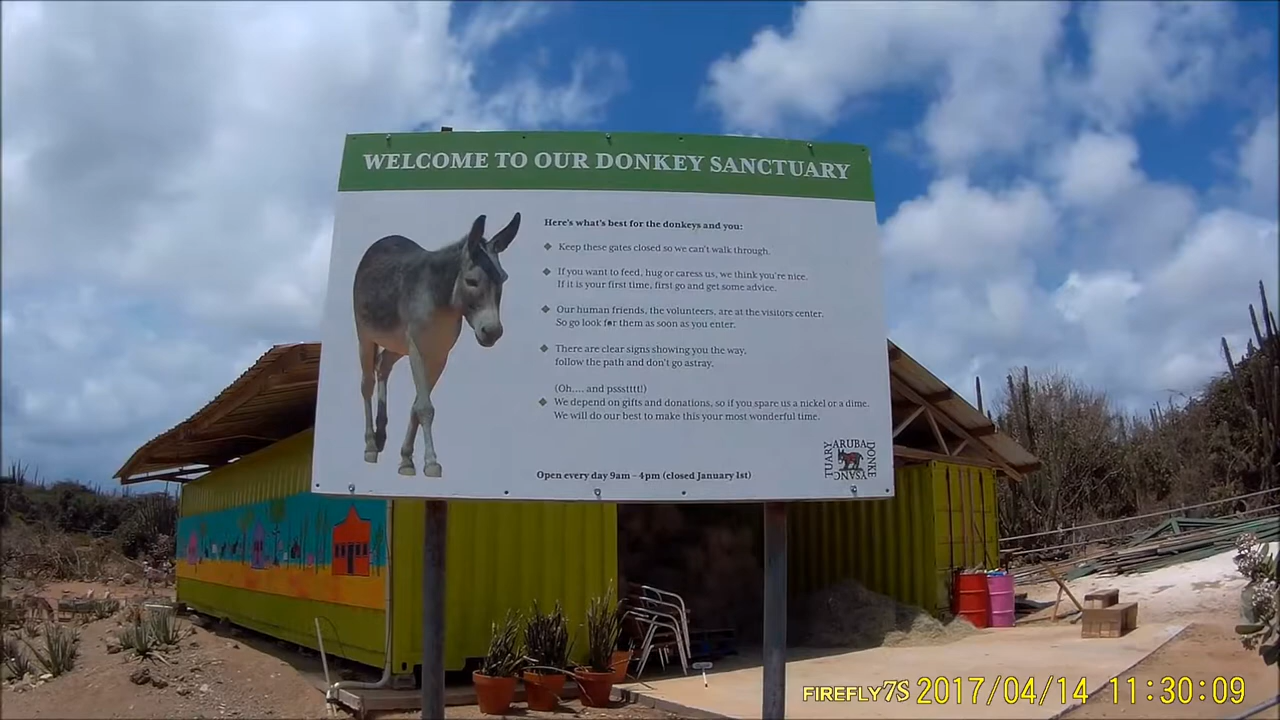 WELCOME TO OUR DONKEY SANCTUARY
Here's what's best for the donkeys and you:
Keep these gates closed so we can't walk through.
If you want to feed, hug or caress us, we think you're nice.
If it is your first time, first go and get some advice.
Our human friends, the volunteers, are at the visitors center.
So go look for them as soon as you enter.
There are clear signs showing you the way,
follow the path and don't go astray.
(Oh.... and pssstttt!)
We depend on gifts and donations, so if you spare us a nickel or a dime.
We will do our best to make this your most wonderful time.
Open every day 9am - 4pm (closed January 1st)
ARUBA
DONKE
YSANC
TUARY
FIREFLY7S 2017/04/14 11:30:09